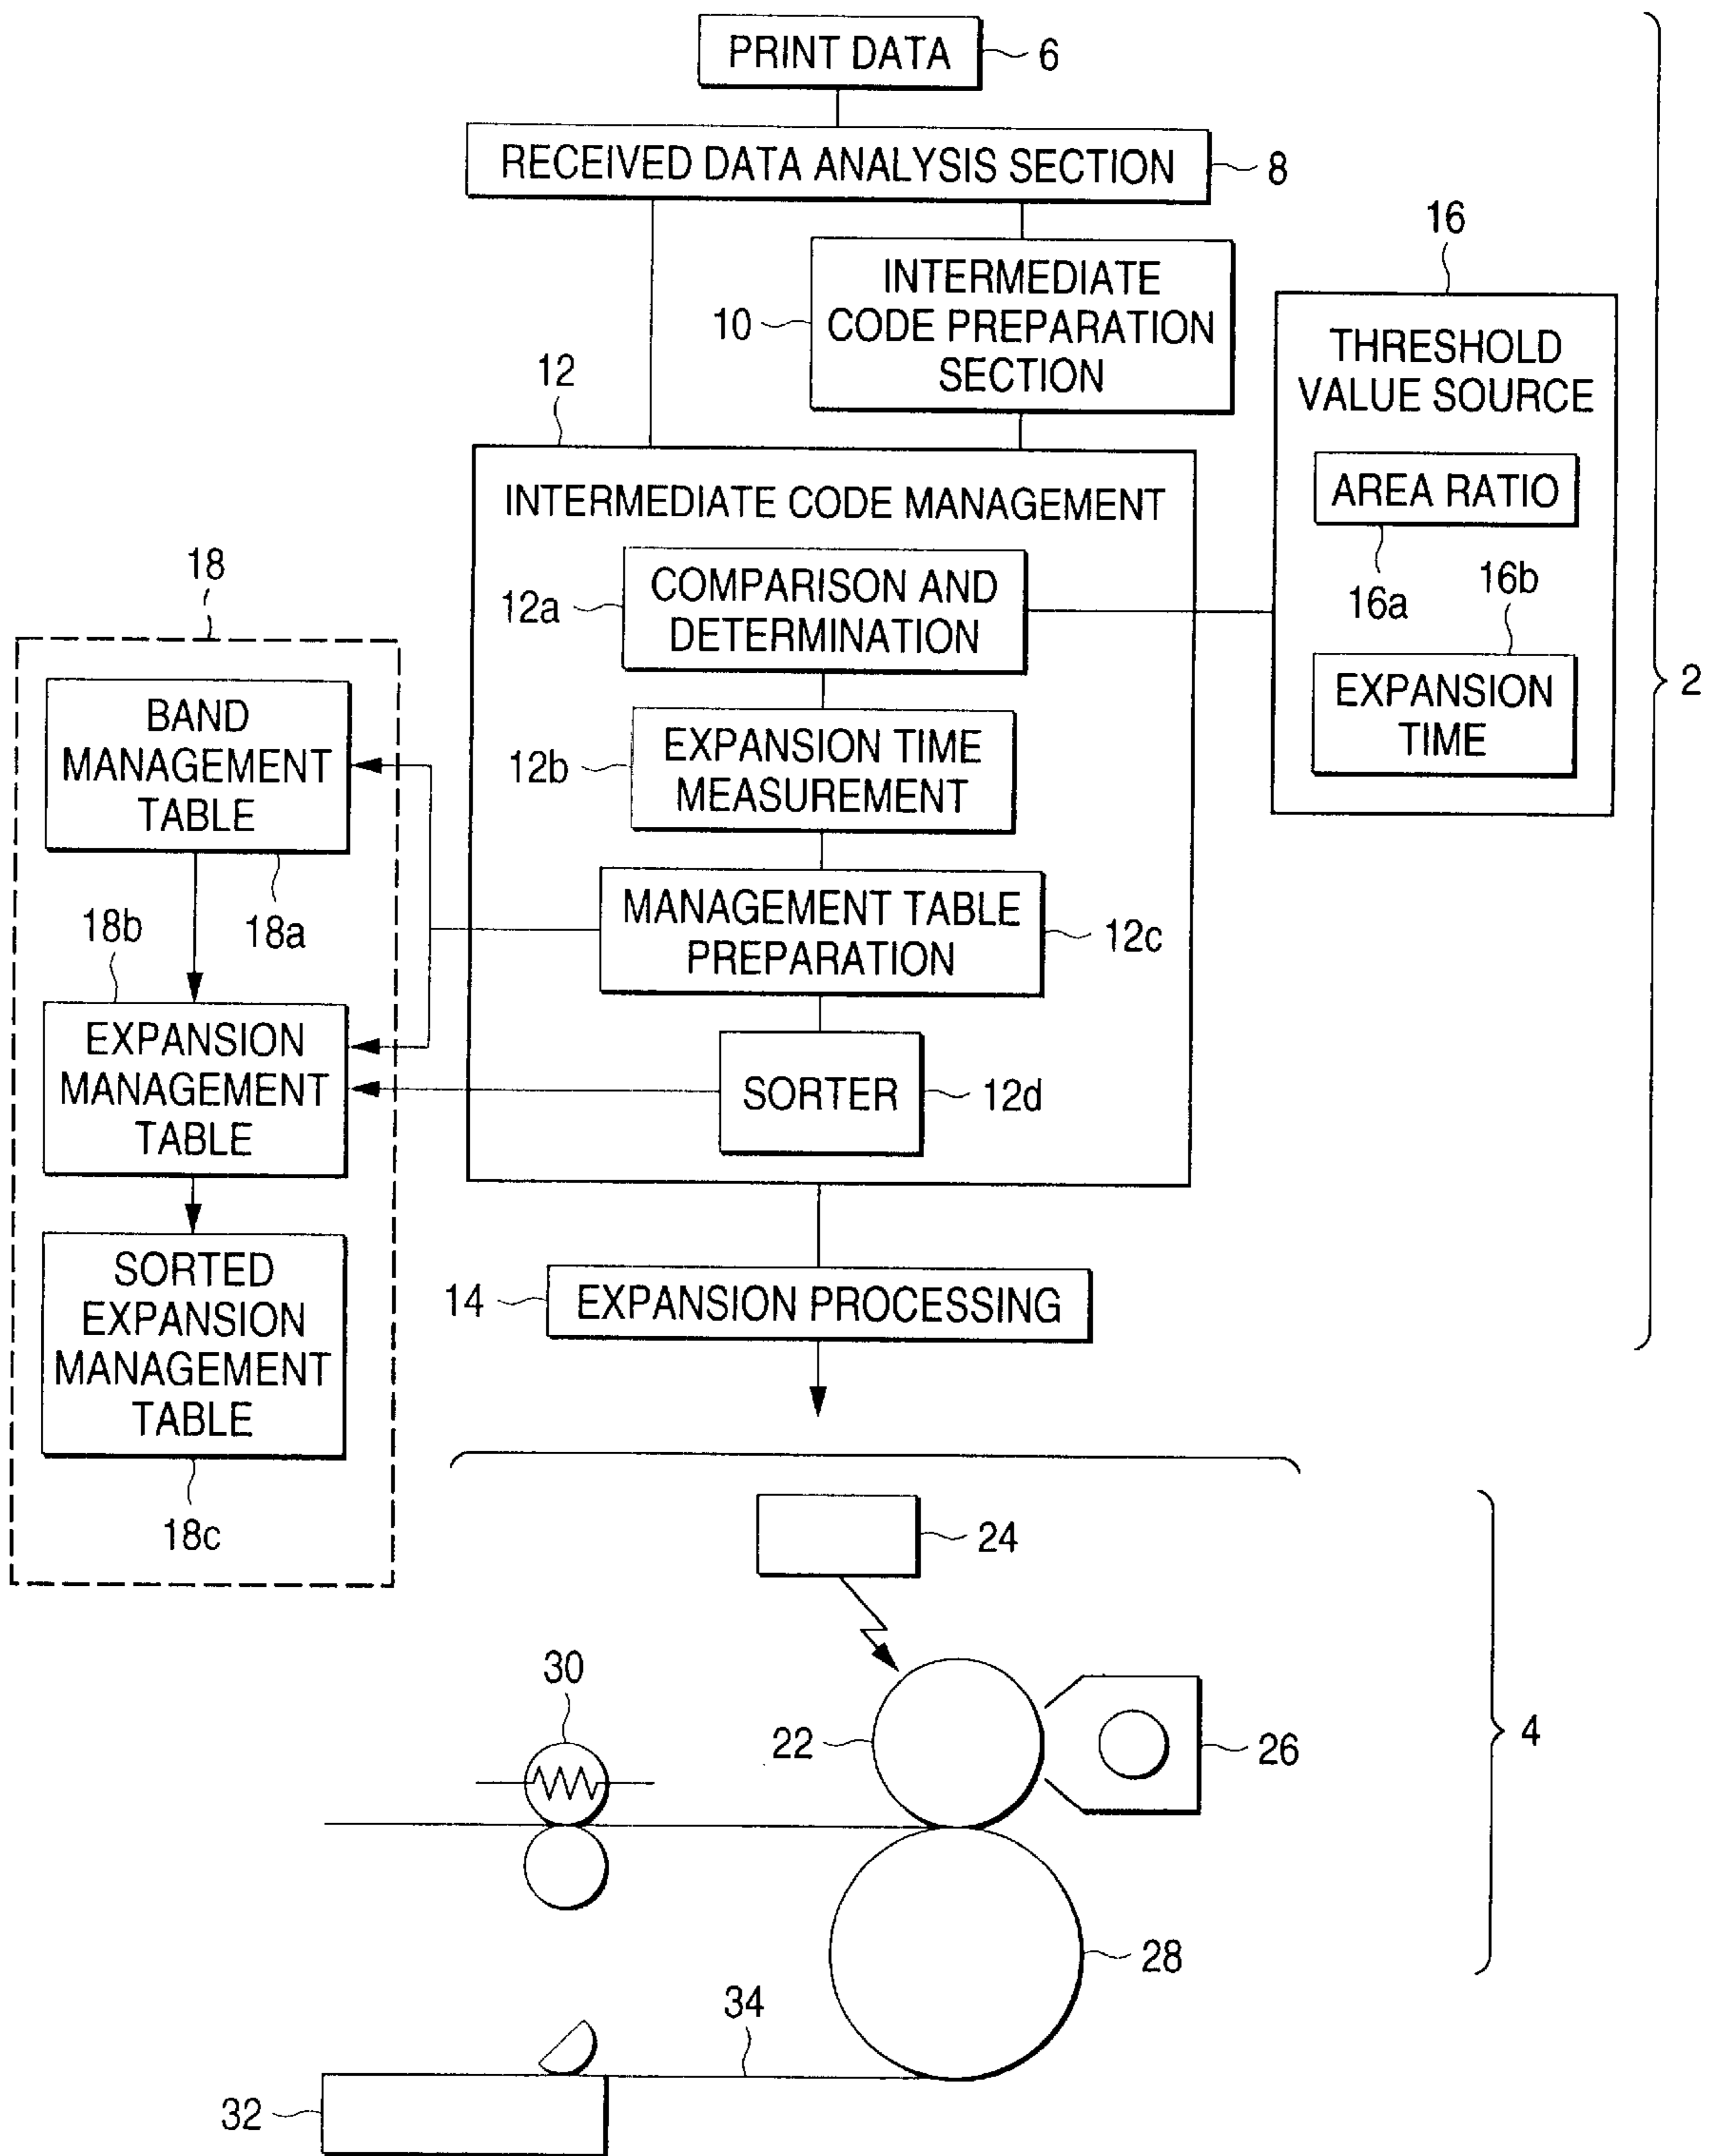 PRINT DATA
6
RECEIVED DATA ANALYSIS SECTION
8
16
INTERMEDIATE
CODE PREPARATION
SECTION
10
THRESHOLD
VALUE SOURCE
12
AREA RATIO
16a
16b
EXPANSION
TIME
2
INTERMEDIATE CODE MANAGEMENT
COMPARISON AND
DETERMINATION
12a
EXPANSION TIME
MEASUREMENT
12b
MANAGEMENT TABLE
PREPARATION
12c
SORTER
12d
18
BAND
MANAGEMENT
TABLE
18a
18b
EXPANSION
MANAGEMENT
TABLE
SORTED
EXPANSION
MANAGEMENT
TABLE
18c
14
EXPANSION PROCESSING
24
30
22
26
4
28
34
32